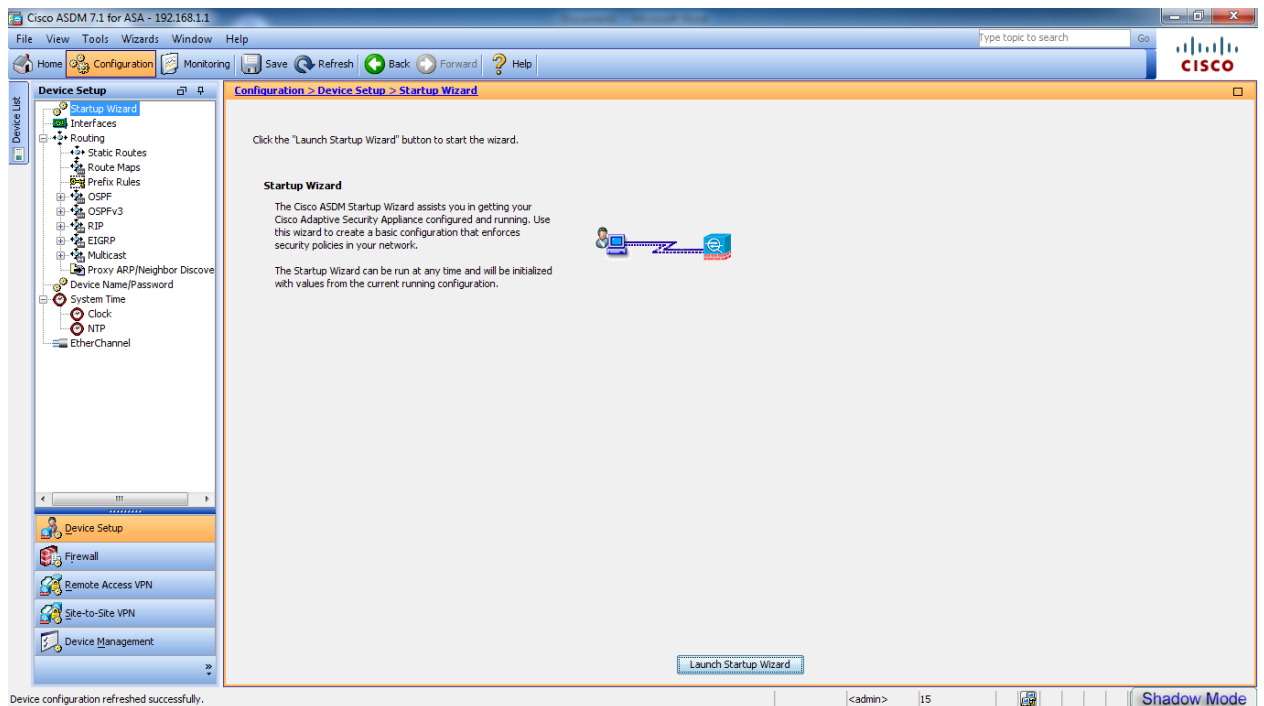 Cisco ASDM 7.1 for ASA - 192.168.1.1
File View Tools Wizards Window Help
Type topic to search Go
Home Configuration Monitoring Save Refresh Back Forward Help
CISCO
Device List
Device Setup
Startup Wizard
Interfaces
Routing
Static Routes
Route Maps
Prefix Rules
OSPF
OSPFv3
RIP
EIGRP
Multicast
Proxy ARP/Neighbor Discove
Device Name/Password
System Time
Clock
NTP
EtherChannel
Device Setup
Firewall
Remote Access VPN
Site-to-Site VPN
Device Management
Configuration > Device Setup > Startup Wizard
Click the "Launch Startup Wizard" button to start the wizard.
Startup Wizard
The Cisco ASDM Startup Wizard assists you in getting your
Cisco Adaptive Security Appliance configured and running. Use
this wizard to create a basic configuration that enforces
security policies in your network.
The Startup Wizard can be run at any time and will be initialized
with values from the current running configuration.
Launch Startup Wizard
Device configuration refreshed successfully.
<admin> 15
Shadow Mode